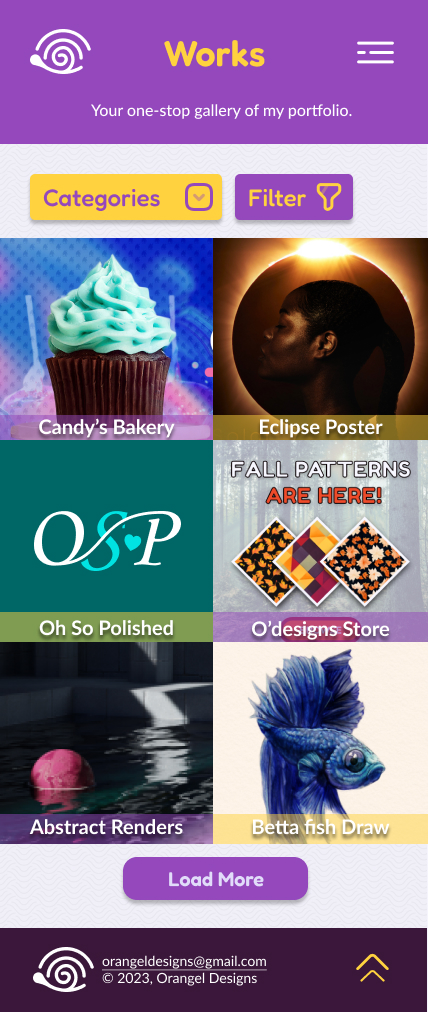 Works
Your one-stop gallery of my portfolio.
Categories
Filter
Candy's Bakery
Eclipse Poster
OSP
FALL PATTERNS
ARE HERE!
Oh So Polished
O'designs Store
Abstract Renders
Betta fish Draw
Load More
orangeldesigns@gmail.com
© 2023, Orangel Designs